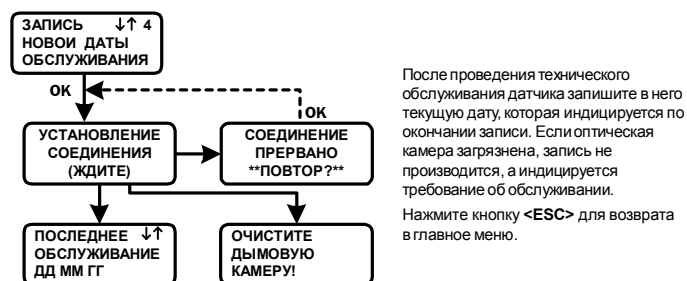 ЗАПИСЬ ↓↑ 4
НОВОИ ДАТЫ
ОБСЛУЖИВАНИЯ
ОК
ОК
УСТАНОВЛЕНИЕ
СОЕДИНЕНИЯ
(ЖДИТЕ)
СОЕДИНЕНИЕ
ПРЕРВАНО
**ПОВТОР?**
ПОСЛЕДНЕЕ ↓↑
ОБСЛУЖИВАНИЕ
ДД ММ ГГ
ОЧИСТИТЕ
ДЫМОВУЮ
КАМЕРУ!
После проведения технического
обслуживания датчика запишите в него
текущую дату, которая индицируется по
окончании записи. Если оптическая
камера загрязнена, запись не
производится, а индицируется
требование об обслуживании.
Нажмите кнопку <ESC> для возврата
в главное меню.